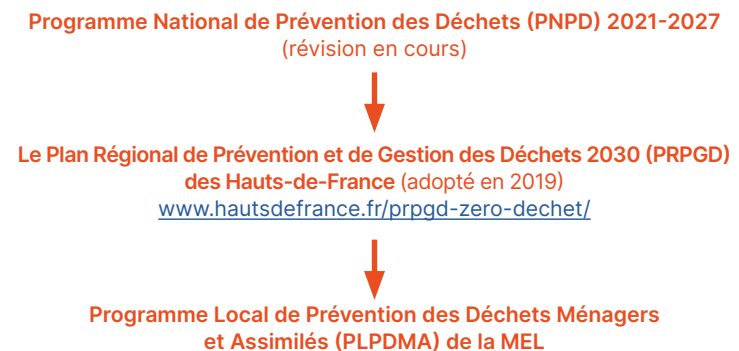 Programme National de Prévention des Déchets (PNPD) 2021-2027
(révision en cours)
Le Plan Régional de Prévention et de Gestion des Déchets 2030 (PRPGD)
des Hauts-de-France (adopté en 2019)
www.hautsdefrance.fr/prpgd-zero-dechet/
Programme Local de Prévention des Déchets Ménagers
et Assimilés (PLPDMA) de la MEL